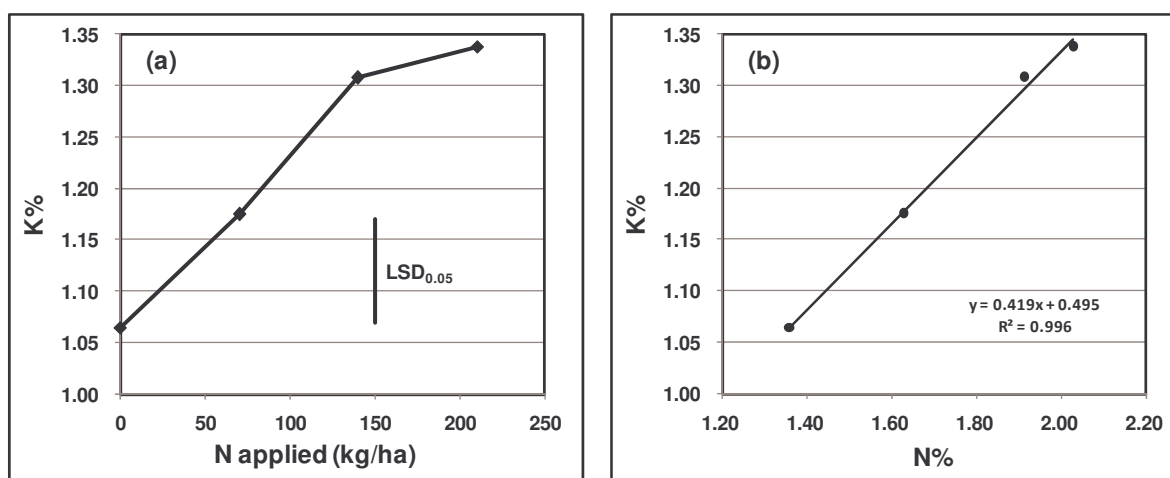 (a)
K%
1.35
1.30
1.25
1.20
1.15
1.10
1.05
1.00
LSD0.05
0 50 100 150 200 250
N applied (kg/ha)
(b)
K%
1.35
1.30
1.25
1.20
1.15
1.10
1.05
1.00
y = 0.419x + 0.495
R² = 0.996
1.20 1.40 1.60 1.80 2.00 2.20
N%